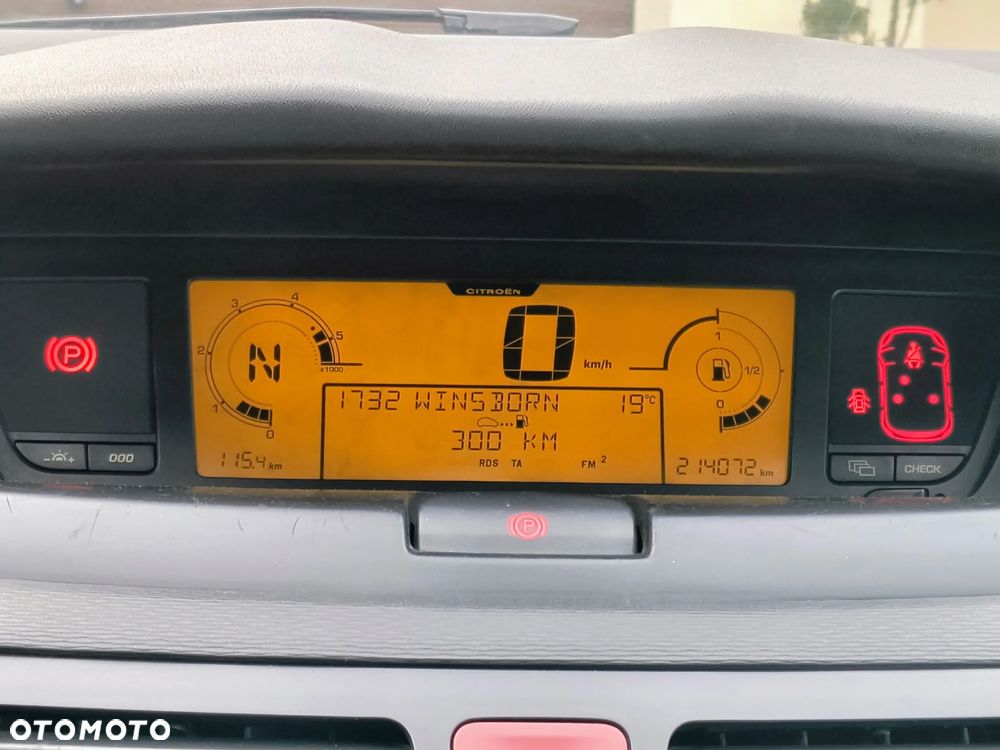 CITROËN
3 4
2 5
1 x1000
0
N
0
km/h
1
1/2
0
1732 WINSBORN 19°C
300 KM
RDS TA FM 2
115.4 km
214072 km
P
- +
000
CHECK
P
OTOMOTO